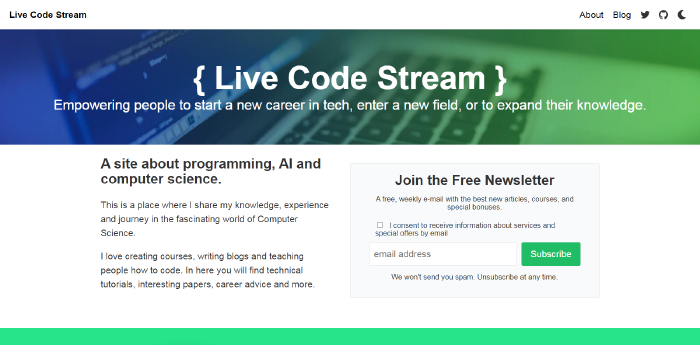 Live Code Stream
About Blog
{ Live Code Stream }
Empowering people to start a new career in tech, enter a new field, or to expand their knowledge.
A site about programming, AI and
computer science.
This is a place where I share my knowledge, experience
and journey in the fascinating world of Computer
Science.
I love creating courses, writing blogs and teaching
people how to code. In here you will find technical
tutorials, interesting papers, career advice and more.
Join the Free Newsletter
A free, weekly e-mail with the best new articles, courses, and
special bonuses.
I consent to receive information about services and
special offers by email
email address
Subscribe
We won't send you spam. Unsubscribe at any time.